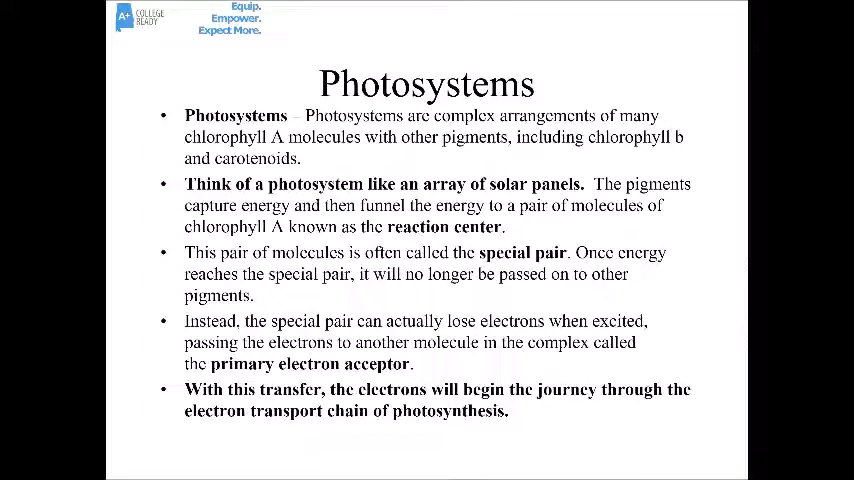 A+ COLLEGE
READY
Equip.
Empower.
Expect More.
Photosystems
• Photosystems – Photosystems are complex arrangements of many
chlorophyll A molecules with other pigments, including chlorophyll b
and carotenoids.
• Think of a photosystem like an array of solar panels. The pigments
capture energy and then funnel the energy to a pair of molecules of
chlorophyll A known as the reaction center.
• This pair of molecules is often called the special pair. Once energy
reaches the special pair, it will no longer be passed on to other
pigments.
• Instead, the special pair can actually lose electrons when excited,
passing the electrons to another molecule in the complex called
the primary electron acceptor.
• With this transfer, the electrons will begin the journey through the
electron transport chain of photosynthesis.